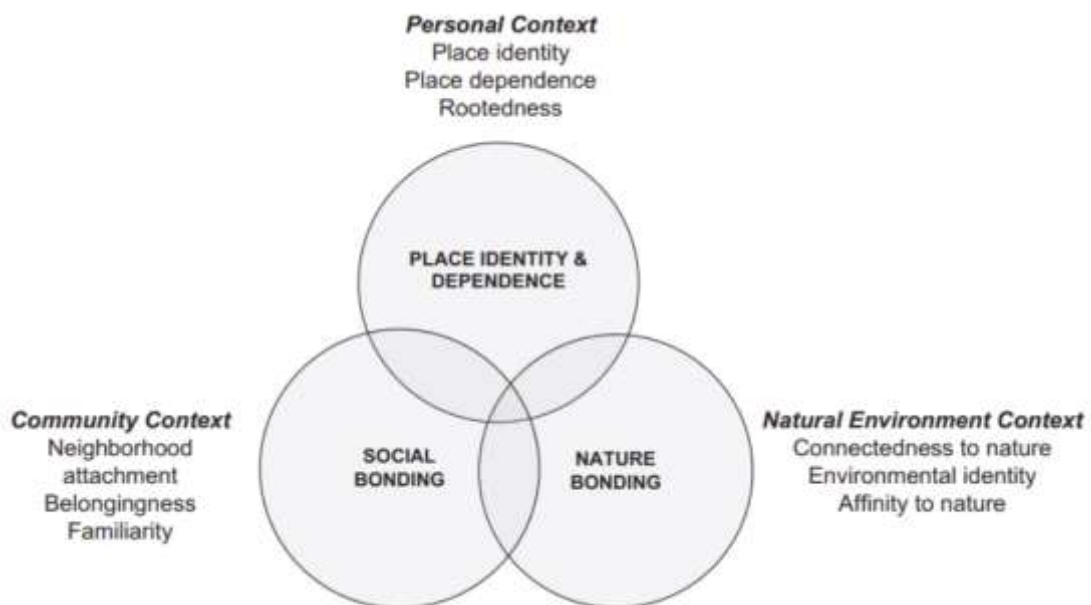 Personal Context
Place identity
Place dependence
Rootedness
PLACE IDENTITY &
DEPENDENCE
Community Context
Neighborhood
attachment
Belongingness
Familiarity
SOCIAL
BONDING
NATURE
BONDING
Natural Environment Context
Connectedness to nature
Environmental identity
Affinity to nature